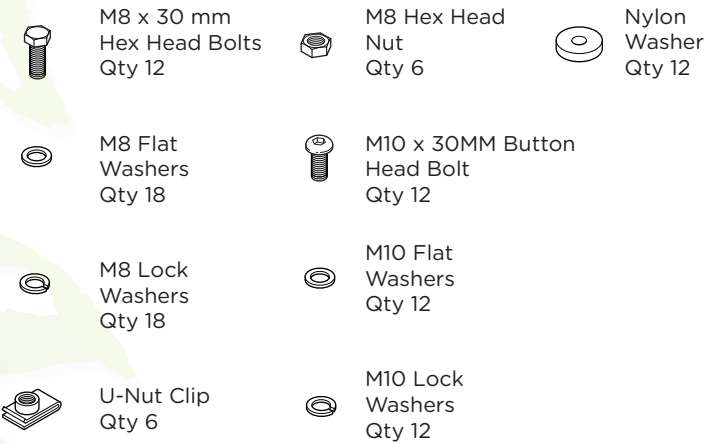 M8 x 30 mm
Hex Head Bolts
Qty 12
M8 Hex Head
Nut
Qty 6
Nylon
Washer
Qty 12
M8 Flat
Washers
Qty 18
M10 x 30MM Button
Head Bolt
Qty 12
M8 Lock
Washers
Qty 18
M10 Flat
Washers
Qty 12
U-Nut Clip
Qty 6
M10 Lock
Washers
Qty 12